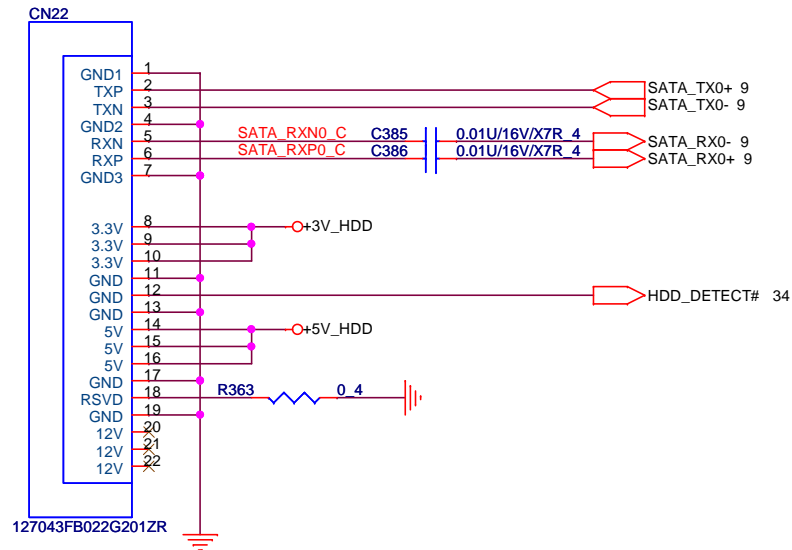 CN22
GND1 1
TXP 2 SATA_TX0+ 9
TXN 3 SATA_TX0- 9
GND2 4
RXN 5 SATA_RXN0_C C385 0.01U/16V/X7R_4 SATA_RX0- 9
RXP 6 SATA_RXP0_C C386 0.01U/16V/X7R_4 SATA_RX0+ 9
GND3 7
3.3V 8 +3V_HDD
3.3V 9
3.3V 10
GND 11
GND 12 HDD_DETECT# 34
GND 13
5V 14 +5V_HDD
5V 15
5V 16
GND 17
RSVD 18 R363 0_4
GND 19
12V 20
12V 21
12V 22
127043FB022G201ZR